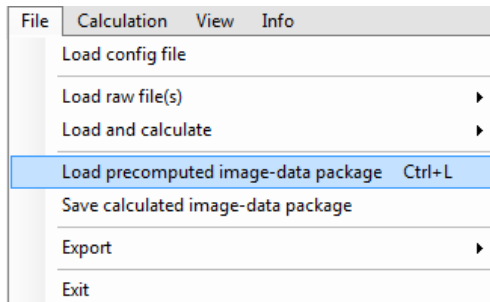 File Calculation View Info
Load config file
Load raw file(s)
Load and calculate
Load precomputed image-data package Ctrl+L
Save calculated image-data package
Export
Exit